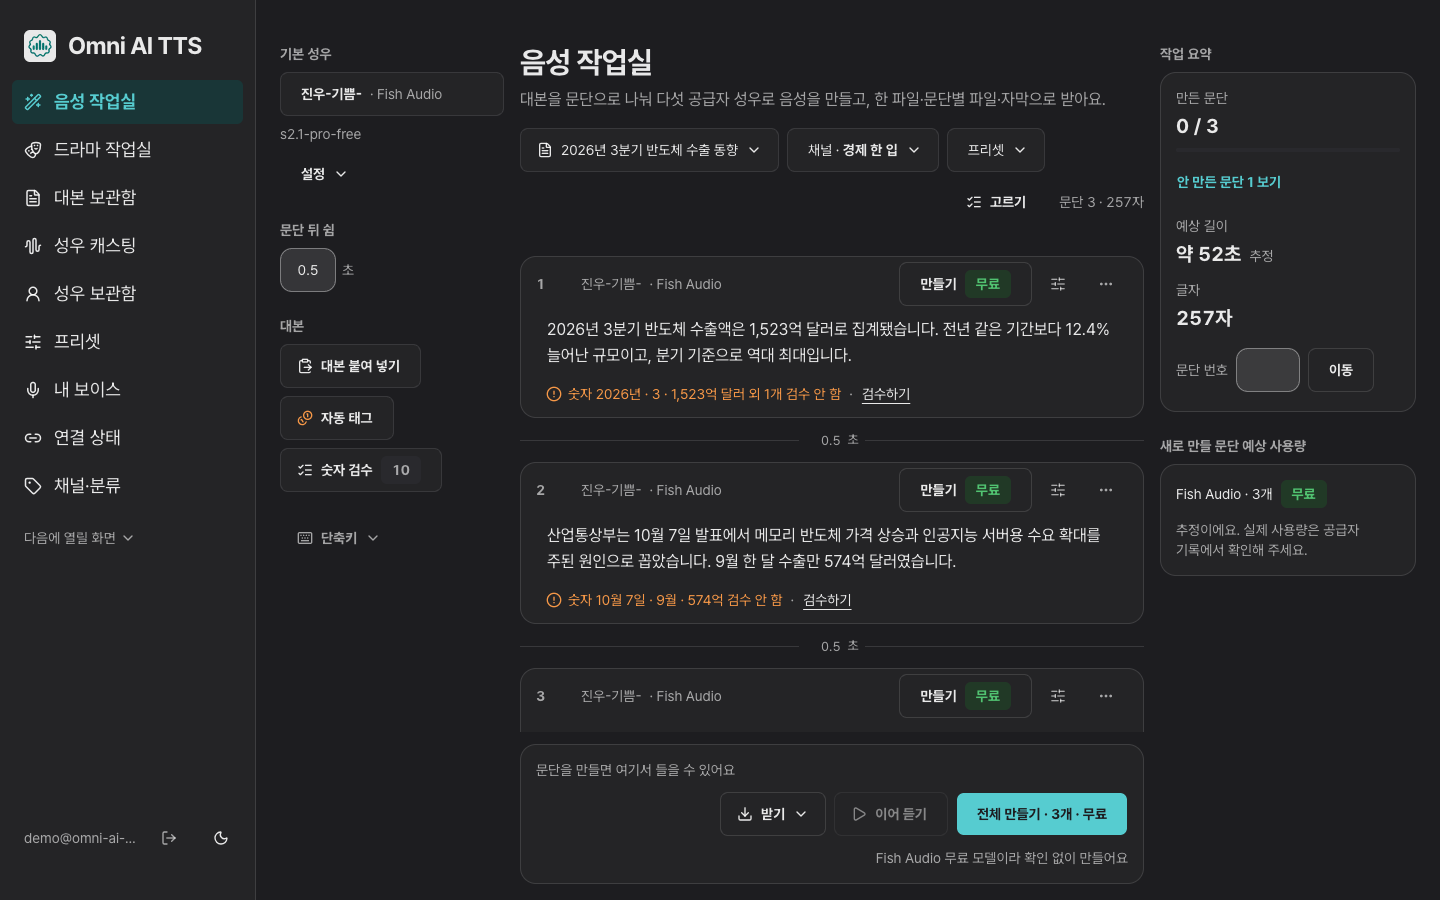 Omni AI TTS
음성 작업실
드라마 작업실
대본 보관함
성우 캐스팅
성우 보관함
프리셋
내 보이스
연결 상태
채널·분류
다음에 열릴 화면
demo@omni-ai-...
기본 성우
진우-기쁨- · Fish Audio
s2.1-pro-free
설정
문단 뒤 쉼
0.5 초
대본
대본 붙여 넣기
자동 태그
숫자 검수 10
단축키
음성 작업실
대본을 문단으로 나눠 다섯 공급자 성우로 음성을 만들고, 한 파일·문단별 파일·자막으로 받아요.
2026년 3분기 반도체 수출 동향
채널 · 경제 한 입
프리셋
고르기
문단 3 · 257자
1 진우-기쁨- · Fish Audio 만들기 무료
2026년 3분기 반도체 수출액은 1,523억 달러로 집계됐습니다. 전년 같은 기간보다 12.4%
늘어난 규모이고, 분기 기준으로 역대 최대입니다.
숫자 2026년 · 3 · 1,523억 달러 외 1개 검수 안 함 · 검수하기
0.5 초
2 진우-기쁨- · Fish Audio 만들기 무료
산업통상부는 10월 7일 발표에서 메모리 반도체 가격 상승과 인공지능 서버용 수요 확대를
주된 원인으로 꼽았습니다. 9월 한 달 수출만 574억 달러였습니다.
숫자 10월 7일 · 9월 · 574억 검수 안 함 · 검수하기
0.5 초
3 진우-기쁨- · Fish Audio 만들기 무료
문단을 만들면 여기서 들을 수 있어요
받기
이어 듣기
전체 만들기 · 3개 · 무료
Fish Audio 무료 모델이라 확인 없이 만들어요
작업 요약
만든 문단
0 / 3
안 만든 문단 1 보기
예상 길이
약 52초 추정
글자
257자
문단 번호
이동
새로 만들 문단 예상 사용량
Fish Audio · 3개 무료
추정이에요. 실제 사용량은 공급자
기록에서 확인해 주세요.